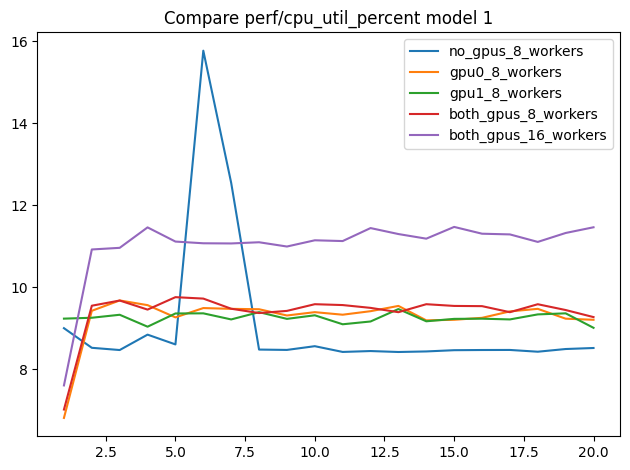 Compare perf/cpu_util_percent model 1
16
14
12
10
8
no_gpus_8_workers
gpu0_8_workers
gpu1_8_workers
both_gpus_8_workers
both_gpus_16_workers
2.5 5.0 7.5 10.0 12.5 15.0 17.5 20.0